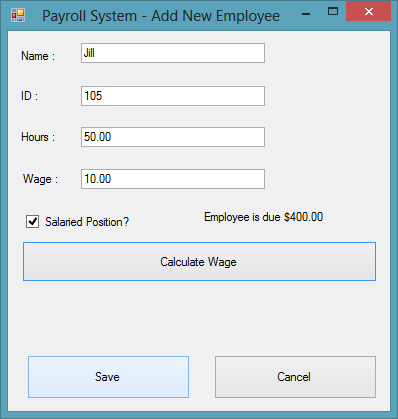 Payroll System - Add New Employee
Name : Jill
ID : 105
Hours : 50.00
Wage : 10.00
Salaried Position? Employee is due $400.00
Calculate Wage
Save Cancel